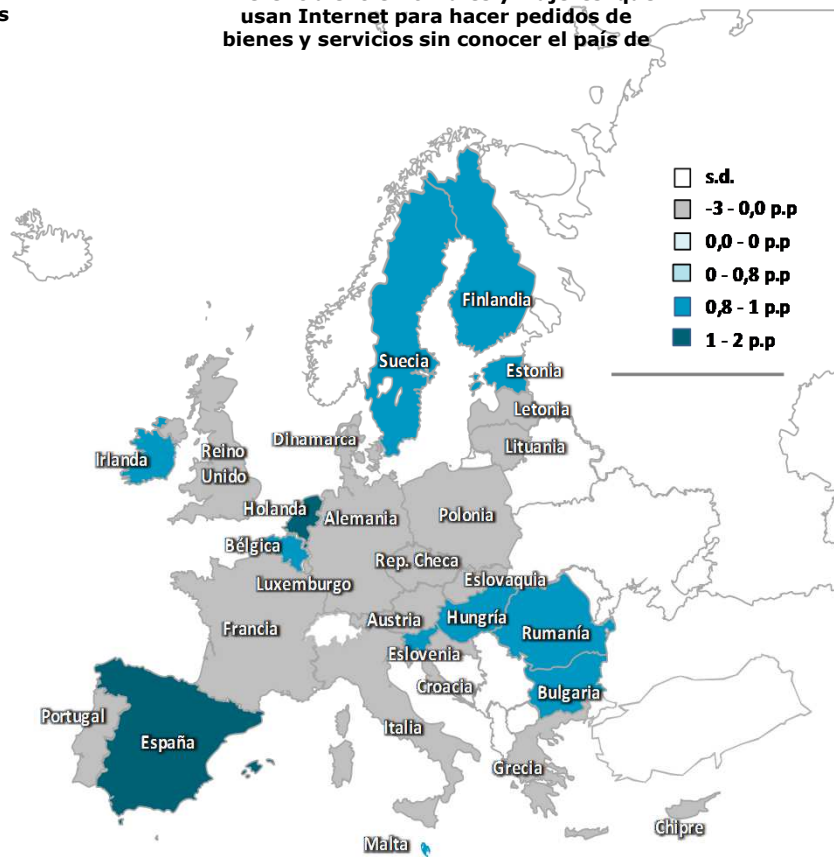 s
usan Internet para hacer pedidos de
bienes y servicios sin conocer el país de
s.d.
-3 - 0,0 p.p
0,0 - 0 p.p
0 - 0,8 p.p
0,8 - 1 p.p
1 - 2 p.p
Finlandia
Suecia
Estonia
Letonia
Dinamarca
Lituania
Irlanda
Reino
Unido
Holanda
Alemania
Polonia
Bélgica
Rep. Checa
Luxemburgo
Eslovaquia
Austria
Hungría
Francia
Rumanía
Eslovenia
Croacia
Bulgaria
Portugal
Italia
España
Grecia
Chipre
Malta